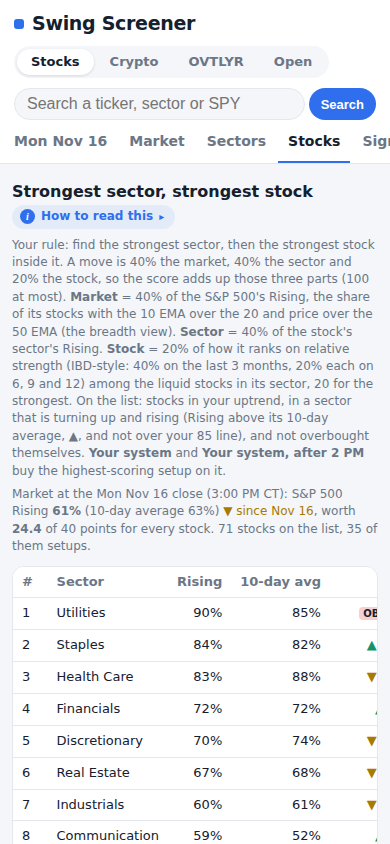 Swing Screener
Stocks Crypto OVTLYR Open
Search a ticker, sector or SPY Search
Mon Nov 16 Market Sectors Stocks
Strongest sector, strongest stock
i How to read this ▸
Your rule: find the strongest sector, then the strongest stock
inside it. A move is 40% the market, 40% the sector and
20% the stock, so the score adds up those three parts (100
at most). Market = 40% of the S&P 500's Rising, the share
of its stocks with the 10 EMA over the 20 and price over the
50 EMA (the breadth view). Sector = 40% of the stock's
sector's Rising. Stock = 20% of how it ranks on relative
strength (IBD-style: 40% on the last 3 months, 20% each on
6, 9 and 12) among the liquid stocks in its sector, 20 for the
strongest. On the list: stocks in your uptrend, in a sector
that is turning up and rising (Rising above its 10-day
average, ▲, and not over your 85 line), and not overbought
themselves. Your system and Your system, after 2 PM
buy the highest-scoring setup on it.
Market at the Mon Nov 16 close (3:00 PM CT): S&P 500
Rising 61% (10-day average 63%) ▼ since Nov 16, worth
24.4 of 40 points for every stock. 71 stocks on the list, 35 of
them setups.
# Sector Rising 10-day avg
1 Utilities 90% 85%
2 Staples 84% 82% ▲
3 Health Care 83% 88% ▼
4 Financials 72% 72%
5 Discretionary 70% 74% ▼
6 Real Estate 67% 68% ▼
7 Industrials 60% 61% ▼
8 Communication 59% 52%